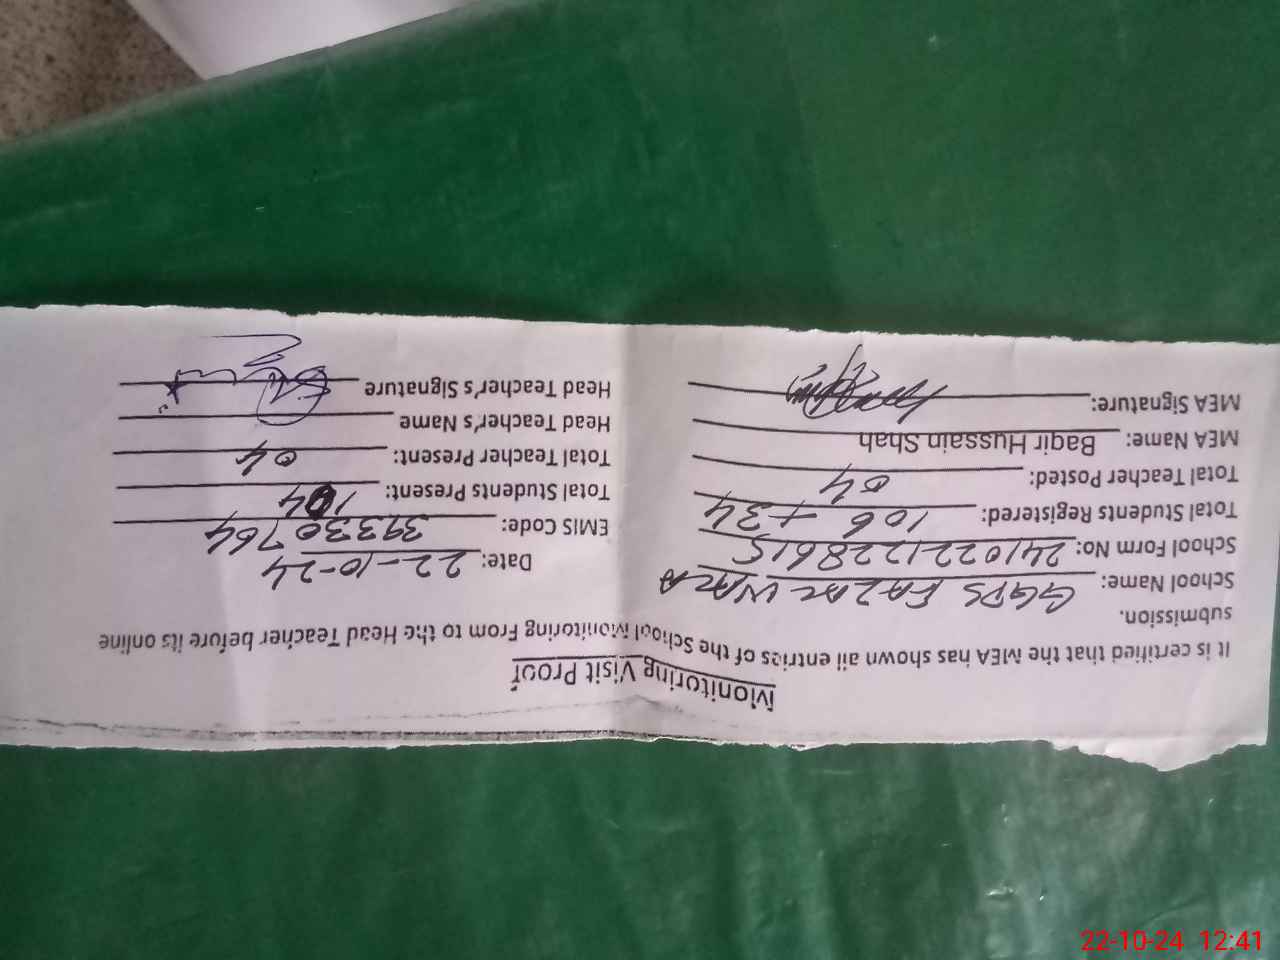 Monitoring Visit Proof
It is certified that the MEA has shown all entries of the School Monitoring From to the Head Teacher before its online
submission.
School Name: GGPS FAZAL WALA Date: 22-10-24
School Form No: 2410221228615 EMIS Code: 39330764
Total Students Registered: 106 + 34 Total Students Present: 104
Total Teacher Posted: 04 Total Teacher Present: 04
MEA Name: Baqir Hussain Shah Head Teacher's Name
MEA Signature: Head Teacher's Signature
22-10-24 12:41